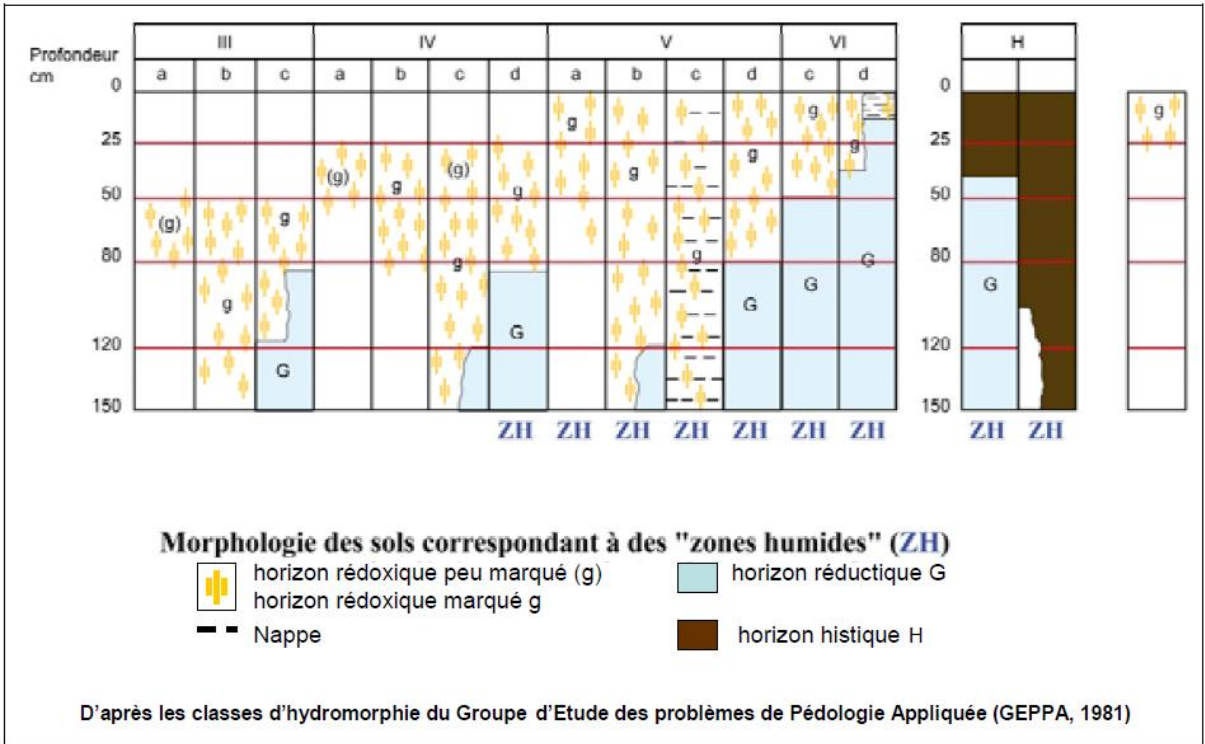 III IV V VI H
Profondeur
cm
a b c a b c d a b c d c d
0 0
g g g g
25 25
(g) g (g) g g g g
50 50
(g) g g
80 80
g g g G
g G G G G
120 120
G
150 150
ZH ZH ZH ZH ZH ZH ZH ZH ZH
Morphologie des sols correspondant à des "zones humides" (ZH)
horizon rédoxique peu marqué (g) horizon réductique G
horizon rédoxique marqué g
Nappe horizon histique H
D'après les classes d'hydromorphie du Groupe d'Etude des problèmes de Pédologie Appliquée (GEPPA, 1981)